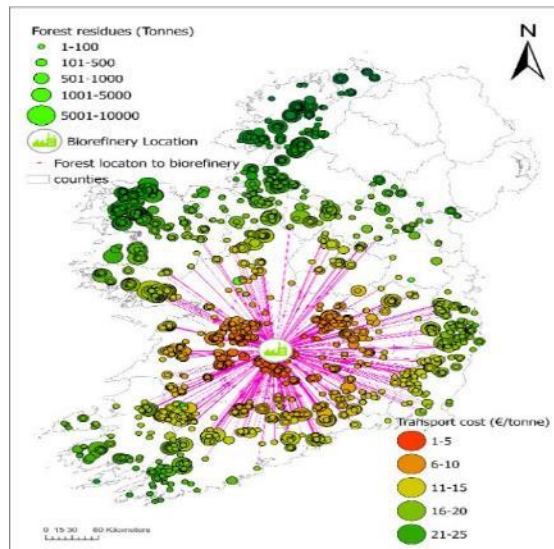 Forest residues (Tonnes)
1-100
101-500
501-1000
1001-5000
5001-10000
Biorefinery Location
Forest locaton to biorefinery
counties
N
Transport cost (€/tonne)
1-5
6-10
11-15
16-20
21-25
0 15 30 60 Kilometers